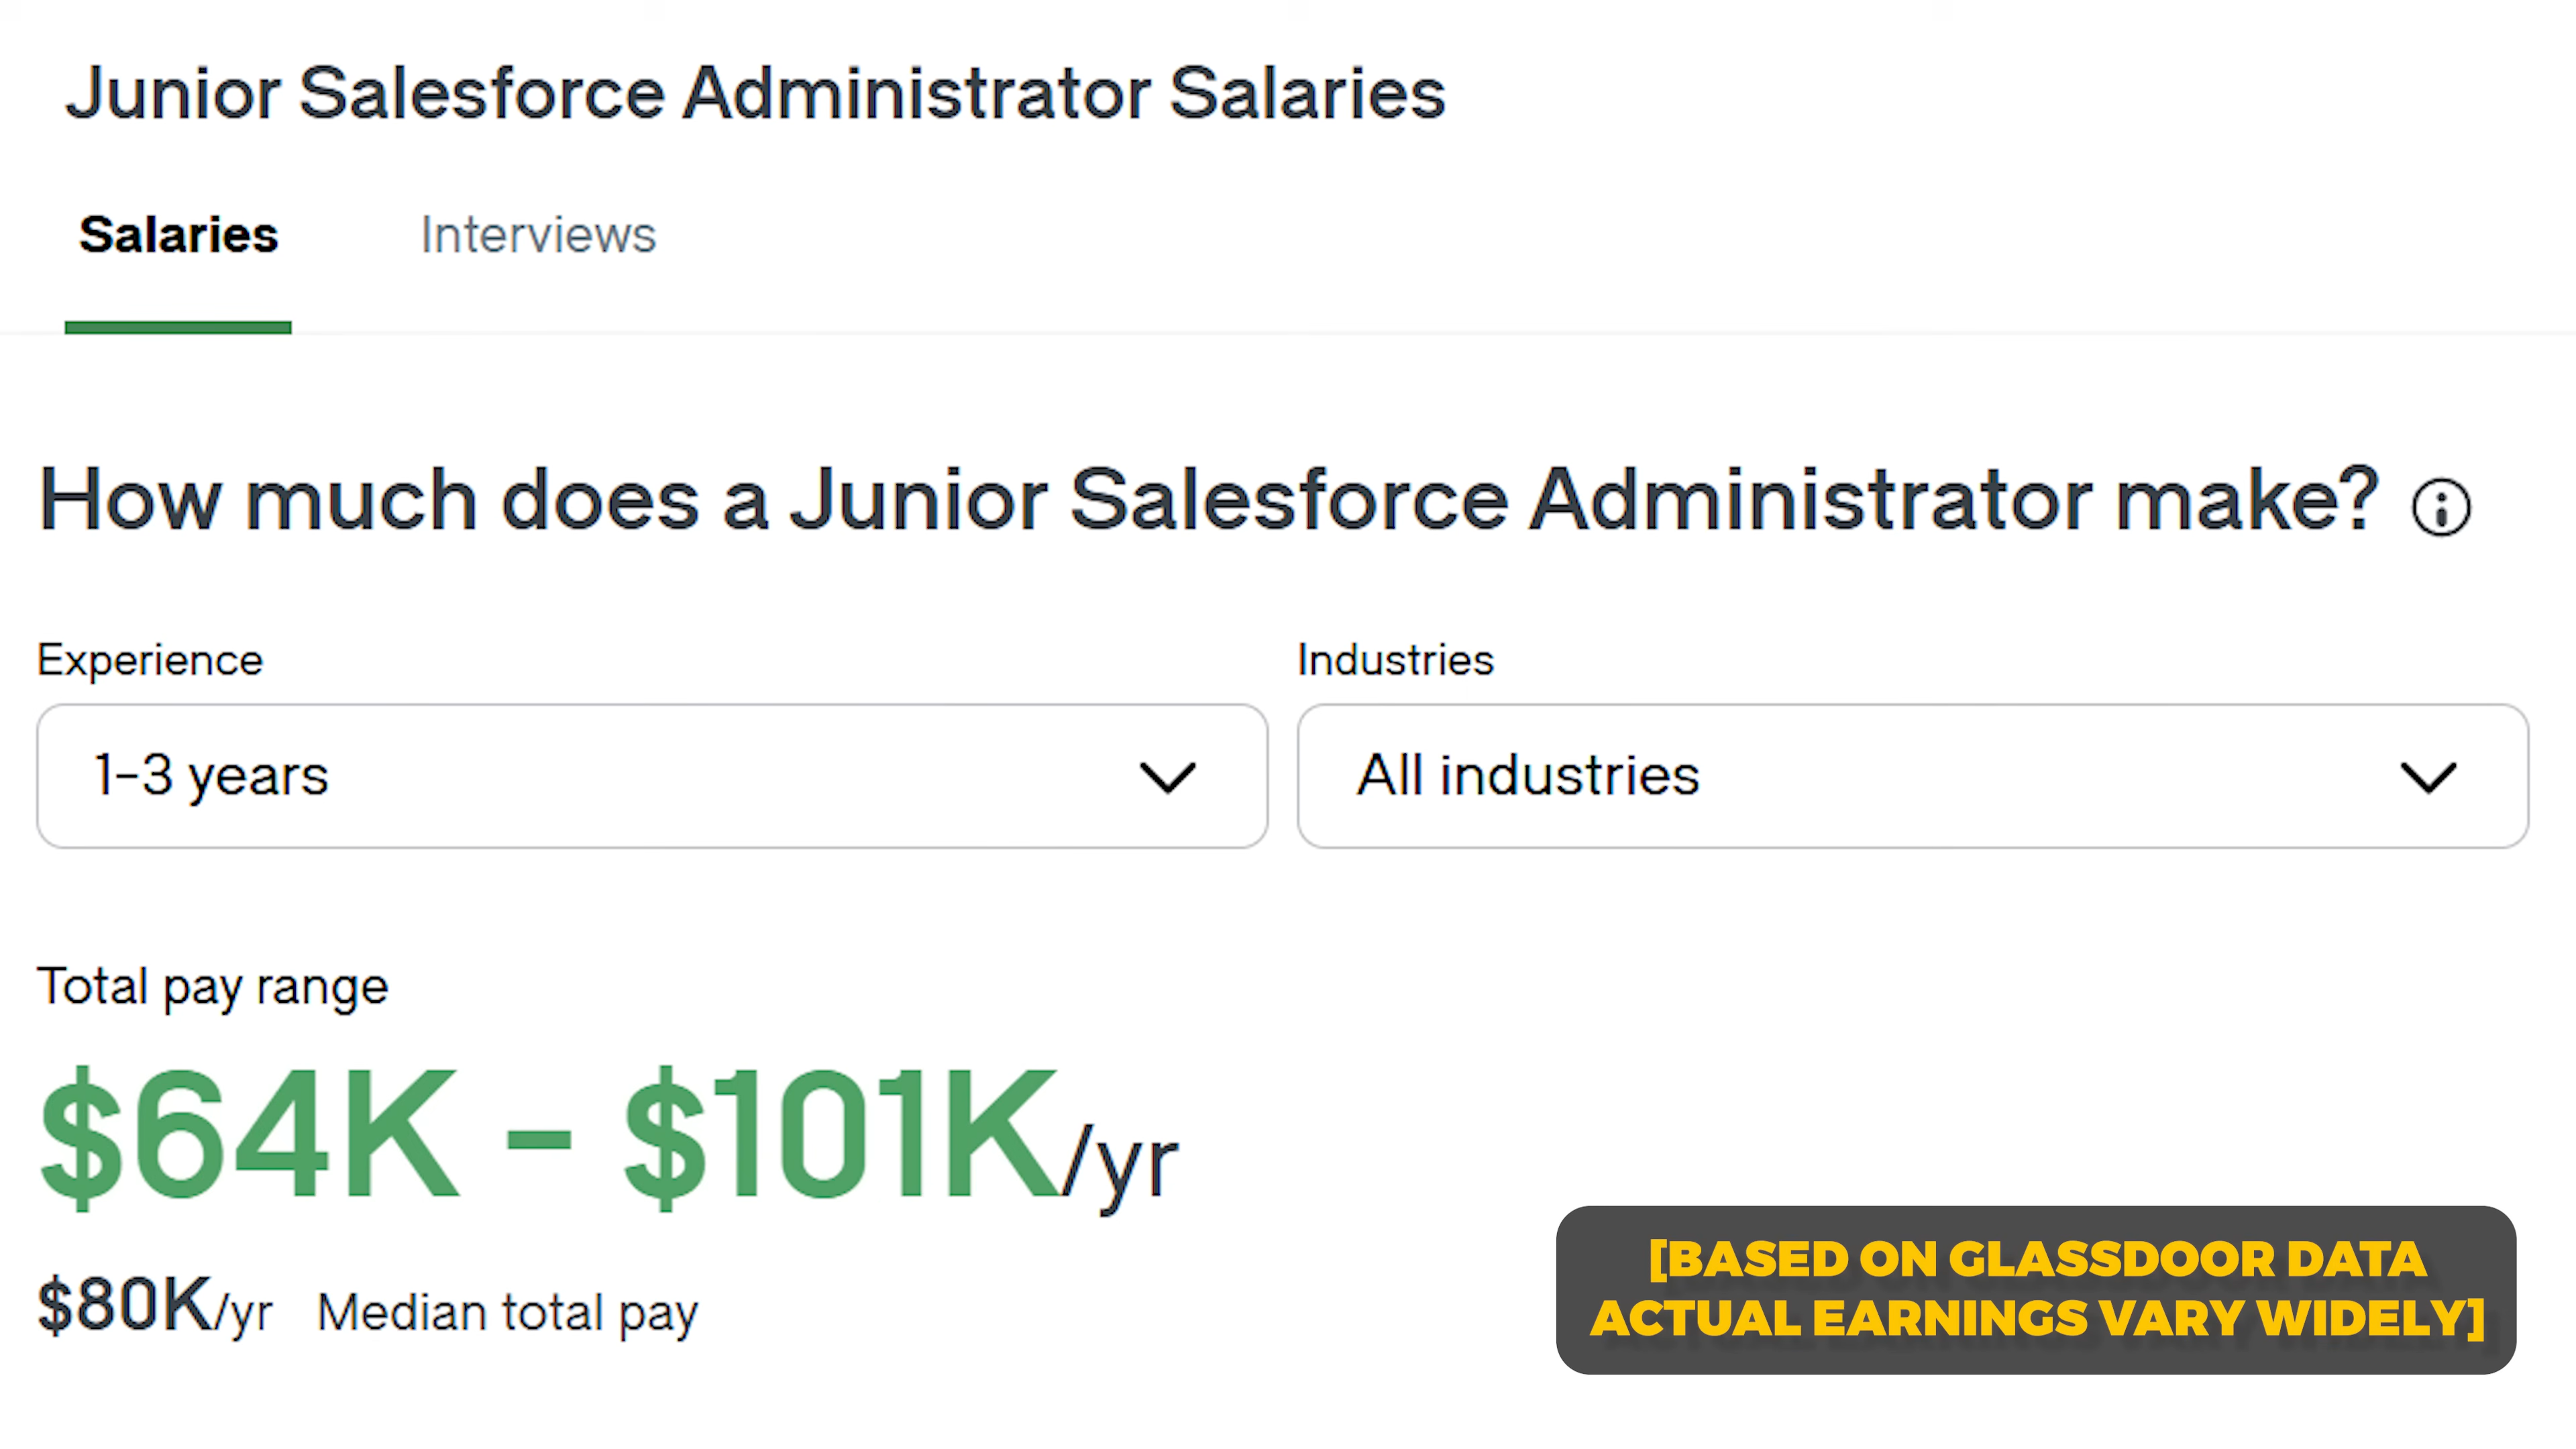 Junior Salesforce Administrator Salaries
Salaries Interviews
How much does a Junior Salesforce Administrator make?
Experience Industries
1-3 years All industries
Total pay range
$64K - $101K/yr
$80K/yr Median total pay
[BASED ON GLASSDOOR DATA
ACTUAL EARNINGS VARY WIDELY]